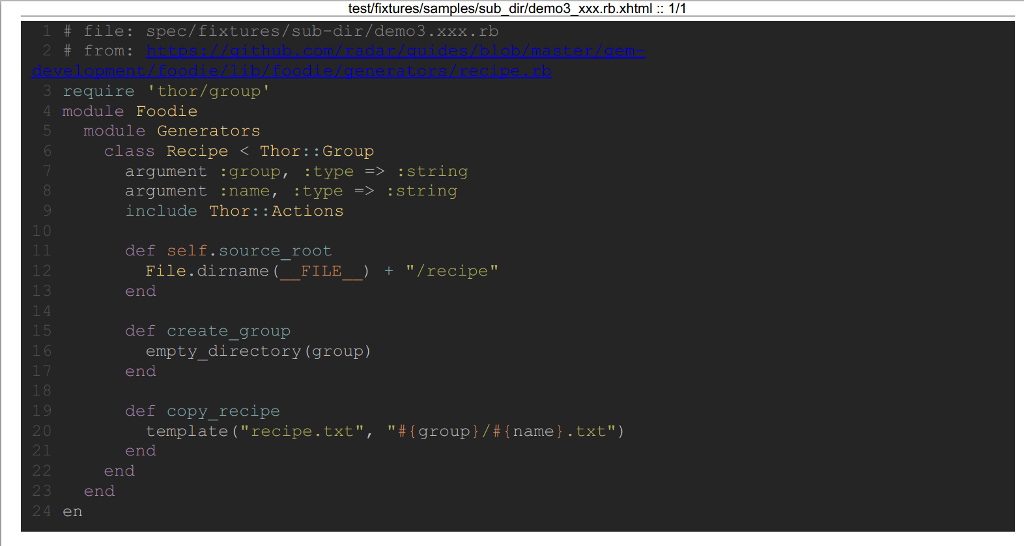 test/fixtures/samples/sub_dir/demo3_xxx.rb.xhtml :: 1/1
1 # file: spec/fixtures/sub-dir/demo3.xxx.rb
2 # from: https://github.com/radar/guides/blob/master/gem-
development/foodie/lib/foodie/generators/recipe.rb
3 require 'thor/group'
4 module Foodie
5   module Generators
6     class Recipe < Thor::Group
7       argument :group, :type => :string
8       argument :name, :type => :string
9       include Thor::Actions
10
11       def self.source_root
12         File.dirname(__FILE__) + "/recipe"
13       end
14
15       def create_group
16         empty_directory(group)
17       end
18
19       def copy_recipe
20         template("recipe.txt", "#{group}/#{name}.txt")
21       end
22     end
23   end
24 en